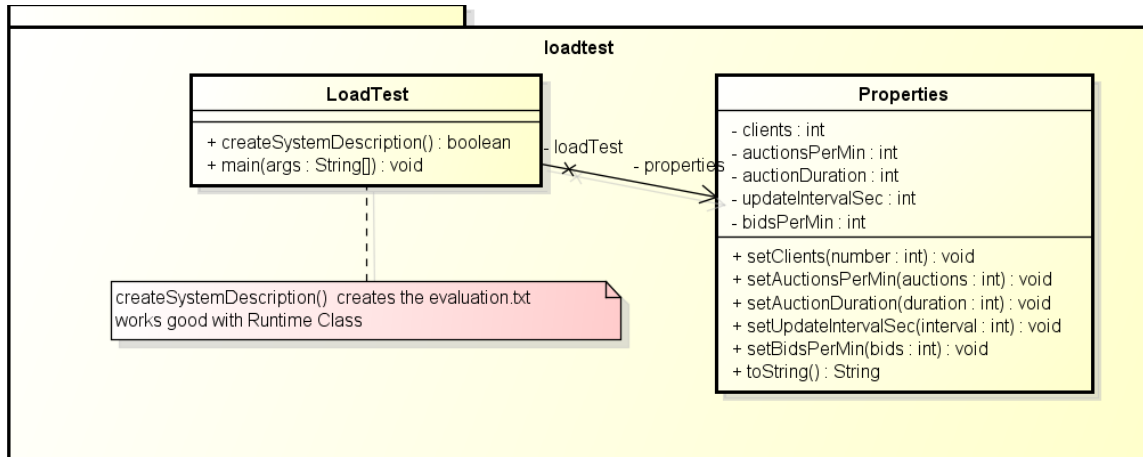 loadtest
LoadTest
+ createSystemDescription() : boolean
+ main(args : String[]) : void
- loadTest
- properties
Properties
- clients : int
- auctionsPerMin : int
- auctionDuration : int
- updateIntervalSec : int
- bidsPerMin : int
+ setClients(number : int) : void
+ setAuctionsPerMin(auctions : int) : void
+ setAuctionDuration(duration : int) : void
+ setUpdateIntervalSec(interval : int) : void
+ setBidsPerMin(bids : int) : void
+ toString() : String
createSystemDescription() creates the evaluation.txt
works good with Runtime Class